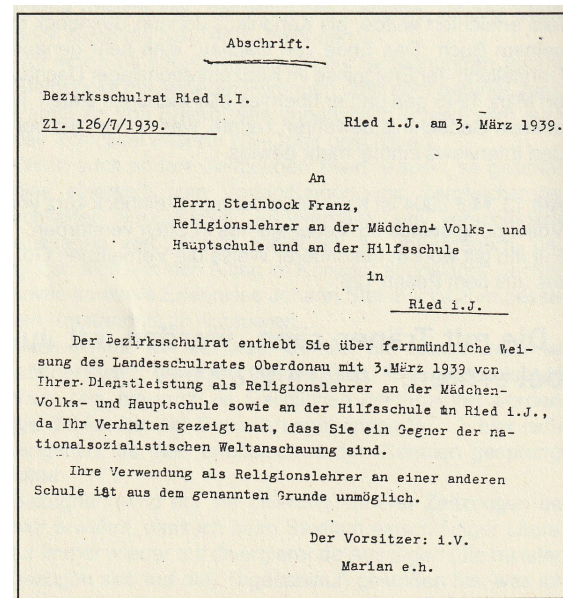 Abschrift.
Bezirksschulrat Ried i.I.
Zl. 126/7/1939.
Ried i.J. am 3. März 1939.
An
Herrn Steinbock Franz,
Religionslehrer an der Mädchen- Volks- und
Hauptschule und an der Hilfsschule
in
Ried i.J.
Der Bezirksschulrat enthebt Sie über fernmündliche Wei-
sung des Landesschulrates Oberdonau mit 3.März 1939 von
Ihrer Dienstleistung als Religionslehrer an der Mädchen-
Volks- und Hauptschule sowie an der Hilfsschule in Ried i.J.,
da Ihr Verhalten gezeigt hat, dass Sie ein Gegner der na-
tionalsozialistischen Weltanschauung sind.
Ihre Verwendung als Religionslehrer an einer anderen
Schule ist aus dem genannten Grunde unmöglich.
Der Vorsitzer: i.V.
Marian e.h.